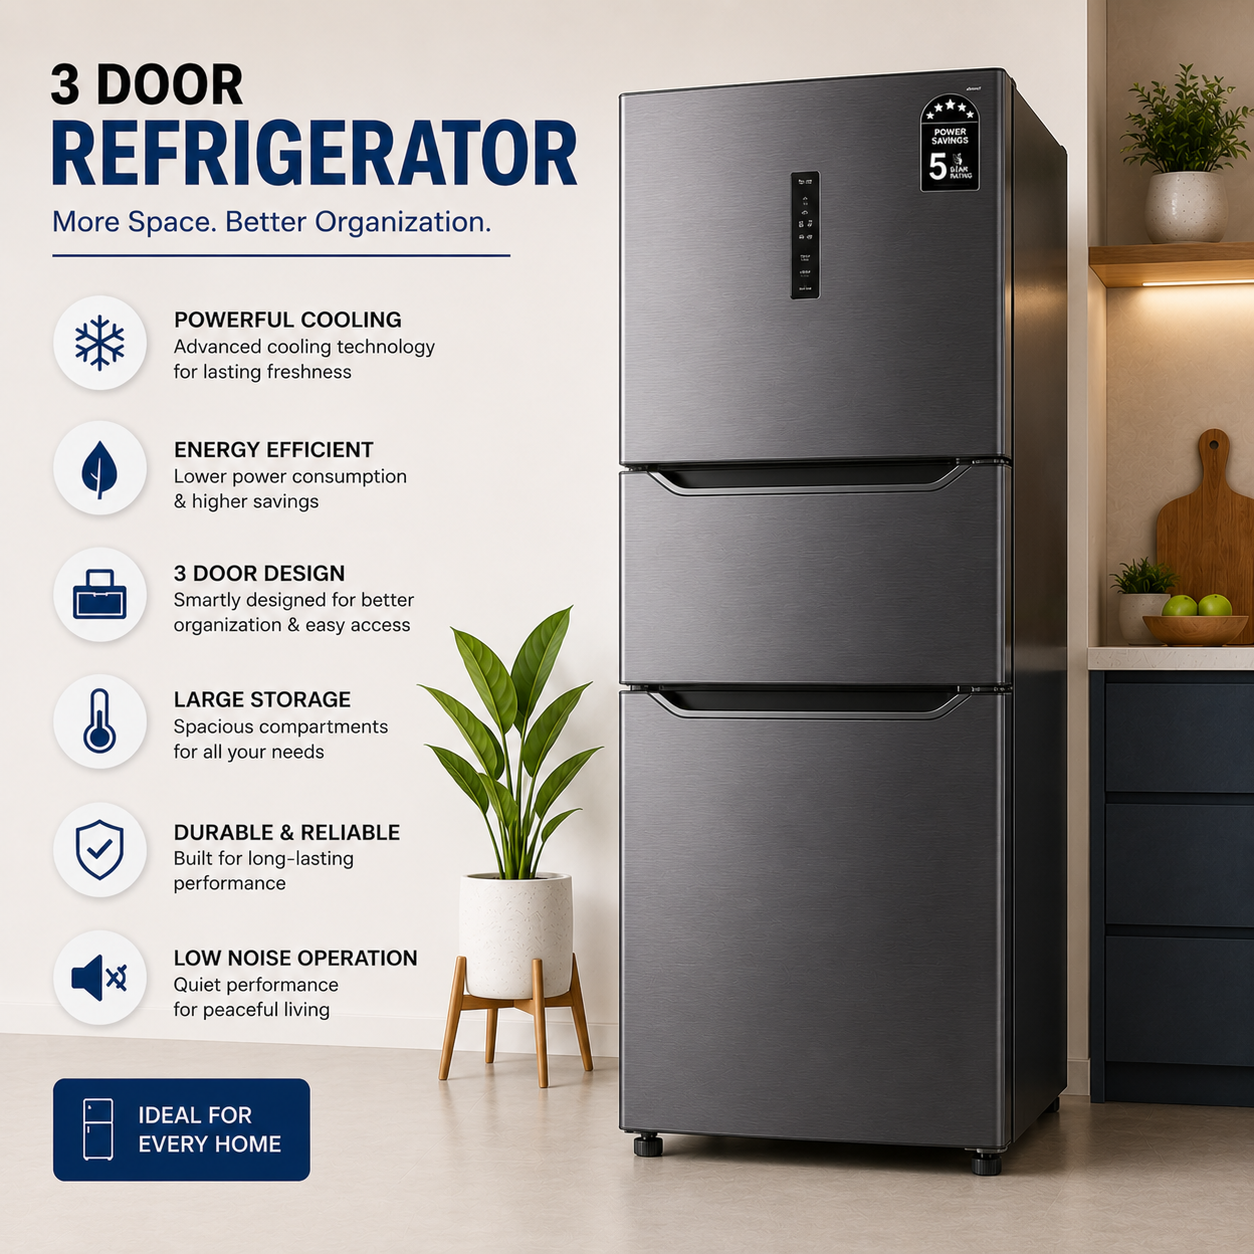 3 DOOR
REFRIGERATOR
More Space. Better Organization.
POWERFUL COOLING
Advanced cooling technology
for lasting freshness
ENERGY EFFICIENT
Lower power consumption
& higher savings
3 DOOR DESIGN
Smartly designed for better
organization & easy access
LARGE STORAGE
Spacious compartments
for all your needs
DURABLE & RELIABLE
Built for long-lasting
performance
LOW NOISE OPERATION
Quiet performance
for peaceful living
IDEAL FOR
EVERY HOME
POWER
SAVINGS
5
RATING